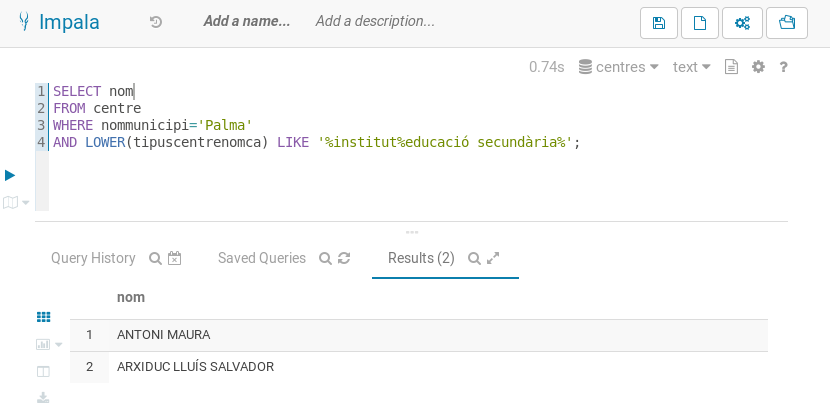 Impala Add a name... Add a description...
0.74s centres text ?
1 SELECT nom
2 FROM centre
3 WHERE nommunicipi='Palma'
4 AND LOWER(tipuscentrenomca) LIKE '%institut%educació secundària%';
Query History Saved Queries Results (2)
nom
1 ANTONI MAURA
2 ARXIDUC LLUÍS SALVADOR